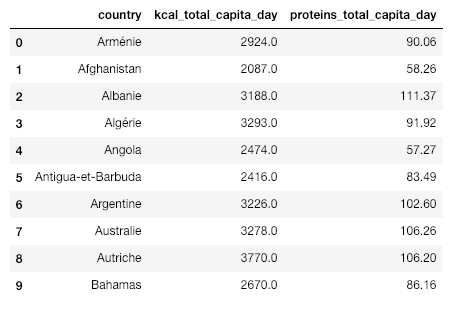 country kcal_total_capita_day proteins_total_capita_day
0 Arménie 2924.0 90.06
1 Afghanistan 2087.0 58.26
2 Albanie 3188.0 111.37
3 Algérie 3293.0 91.92
4 Angola 2474.0 57.27
5 Antigua-et-Barbuda 2416.0 83.49
6 Argentine 3226.0 102.60
7 Australie 3278.0 106.26
8 Autriche 3770.0 106.20
9 Bahamas 2670.0 86.16